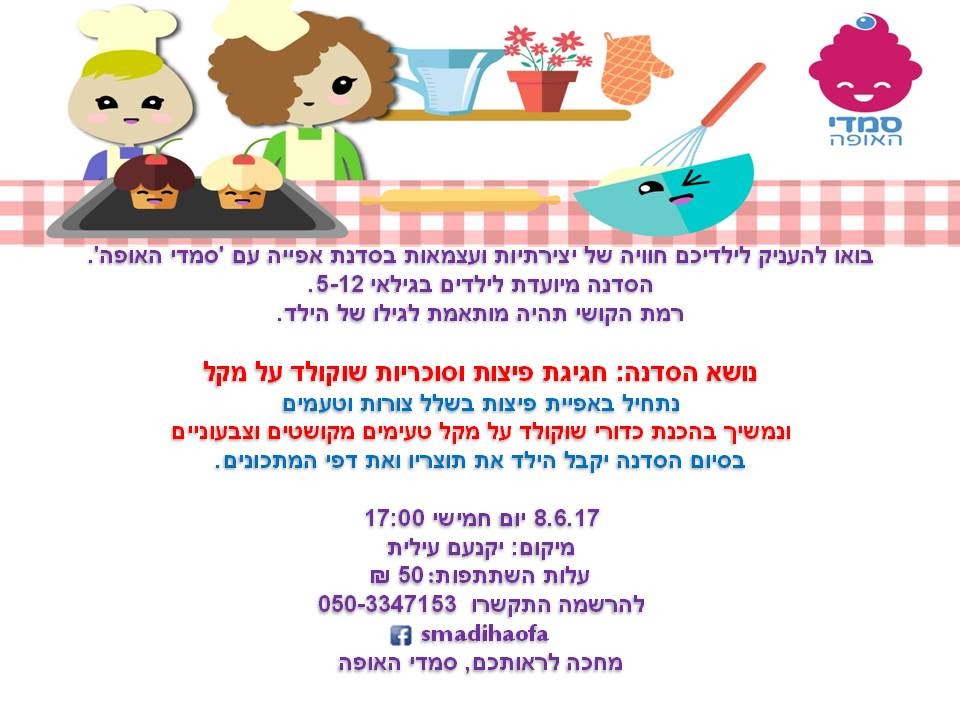 סמדי
האופה
בואו להעניק לילדיכם חוויה של יצירתיות ועצמאות בסדנת אפייה עם 'סמדי האופה'.
הסדנה מיועדת לילדים בגילאי 5-12.
רמת הקושי תהיה מותאמת לגילו של הילד.
נושא הסדנה: חגיגת פיצות וסוכריות שוקולד על מקל
נתחיל באפיית פיצות בשלל צורות וטעמים
ונמשיך בהכנת כדורי שוקולד על מקל טעימים מקושטים וצבעוניים
בסיום הסדנה יקבל הילד את תוצריו ואת דפי המתכונים.
8.6.17 יום חמישי 17:00
מיקום: יקנעם עילית
עלות השתתפות: 50 ₪
להרשמה התקשרו 050-3347153
smadihaofa
מחכה לראותכם, סמדי האופה